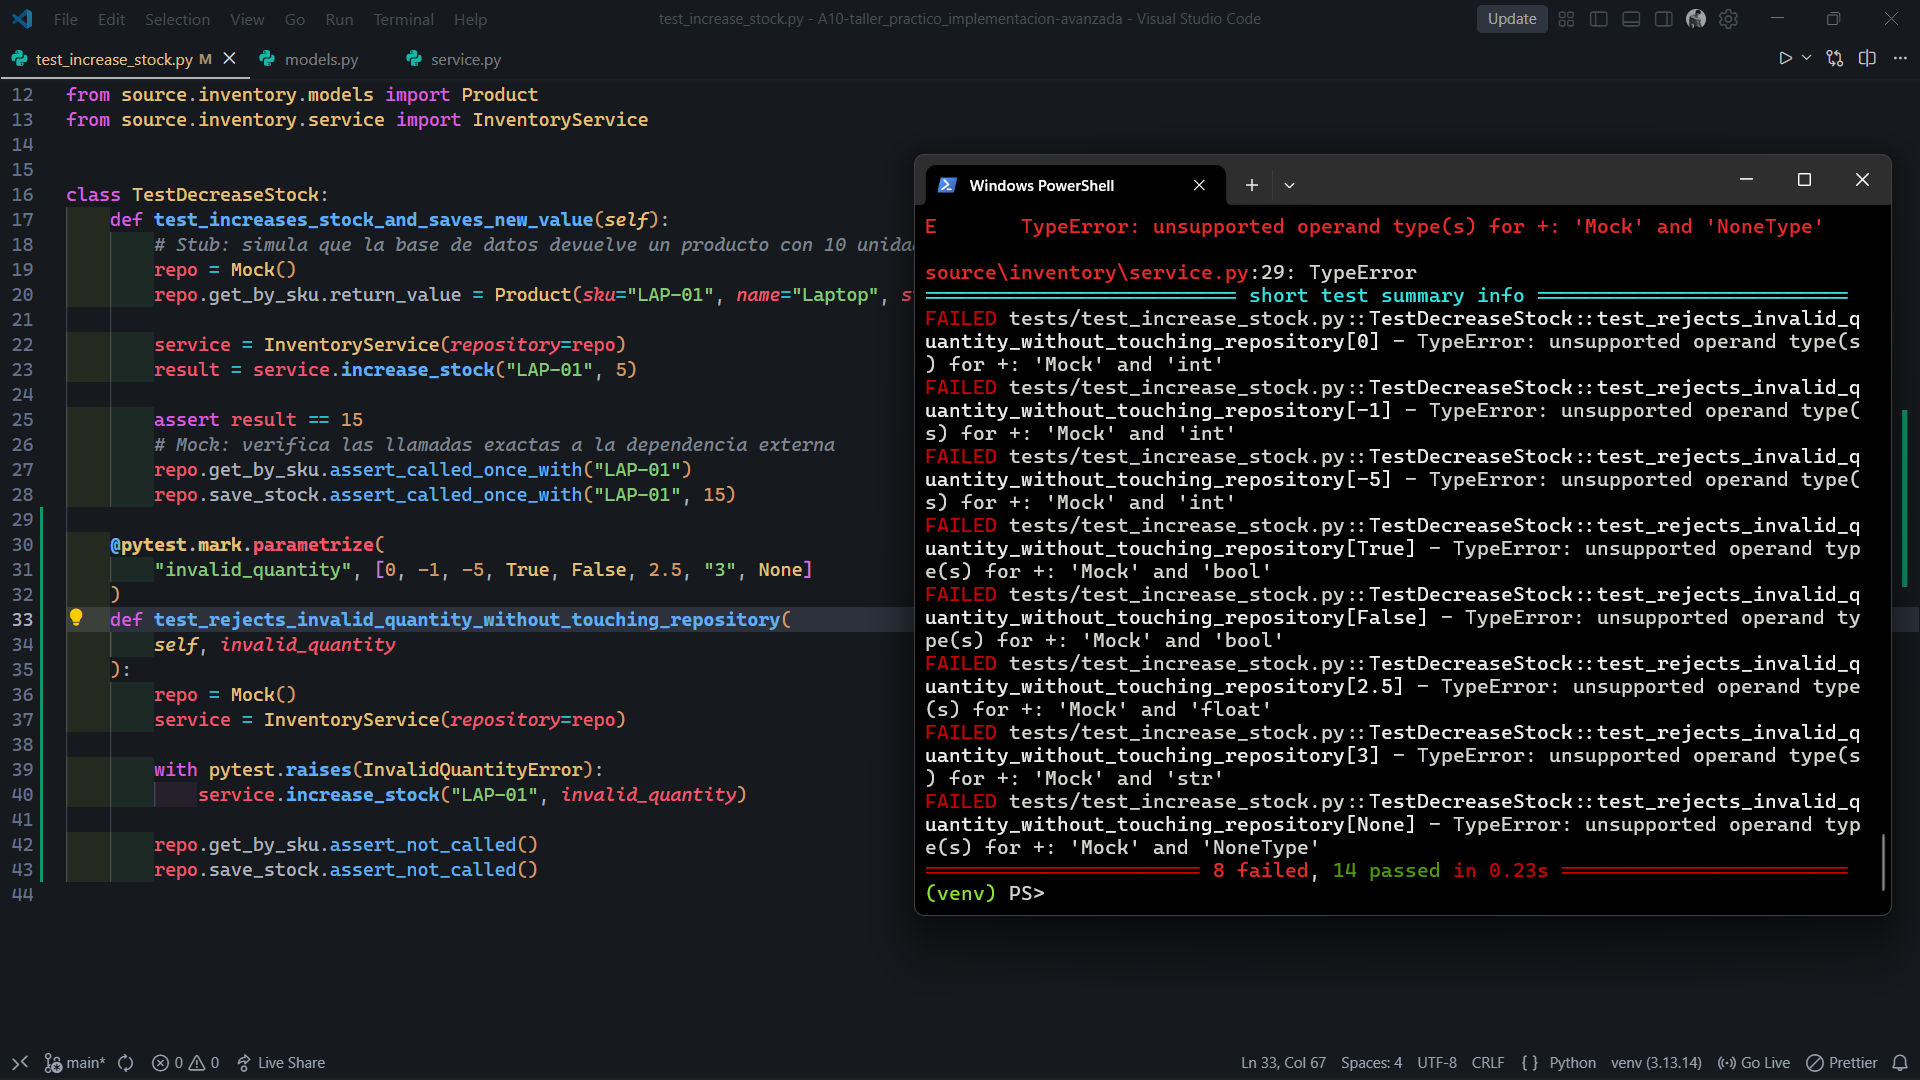 File Edit Selection View Go Run Terminal Help
test_increase_stock.py - A10-taller_practico_implementacion-avanzada - Visual Studio Code
Update
test_increase_stock.py M
models.py
service.py
12 from source.inventory.models import Product
13 from source.inventory.service import InventoryService
14
15
16 class TestDecreaseStock:
17 def test_increases_stock_and_saves_new_value(self):
18 # Stub: simula que la base de datos devuelve un producto con 10 unida
19 repo = Mock()
20 repo.get_by_sku.return_value = Product(sku="LAP-01", name="Laptop", s
21
22 service = InventoryService(repository=repo)
23 result = service.increase_stock("LAP-01", 5)
24
25 assert result == 15
26 # Mock: verifica las llamadas exactas a la dependencia externa
27 repo.get_by_sku.assert_called_once_with("LAP-01")
28 repo.save_stock.assert_called_once_with("LAP-01", 15)
29
30 @pytest.mark.parametrize(
31 "invalid_quantity", [0, -1, -5, True, False, 2.5, "3", None]
32 )
33 def test_rejects_invalid_quantity_without_touching_repository(
34 self, invalid_quantity
35 ):
36 repo = Mock()
37 service = InventoryService(repository=repo)
38
39 with pytest.raises(InvalidQuantityError):
40 service.increase_stock("LAP-01", invalid_quantity)
41
42 repo.get_by_sku.assert_not_called()
43 repo.save_stock.assert_not_called()
44
Windows PowerShell
E TypeError: unsupported operand type(s) for +: 'Mock' and 'NoneType'
source\inventory\service.py:29: TypeError
short test summary info
FAILED tests/test_increase_stock.py::TestDecreaseStock::test_rejects_invalid_q
uantity_without_touching_repository[0] - TypeError: unsupported operand type(s
) for +: 'Mock' and 'int'
FAILED tests/test_increase_stock.py::TestDecreaseStock::test_rejects_invalid_q
uantity_without_touching_repository[-1] - TypeError: unsupported operand type(
s) for +: 'Mock' and 'int'
FAILED tests/test_increase_stock.py::TestDecreaseStock::test_rejects_invalid_q
uantity_without_touching_repository[-5] - TypeError: unsupported operand type(
s) for +: 'Mock' and 'int'
FAILED tests/test_increase_stock.py::TestDecreaseStock::test_rejects_invalid_q
uantity_without_touching_repository[True] - TypeError: unsupported operand typ
e(s) for +: 'Mock' and 'bool'
FAILED tests/test_increase_stock.py::TestDecreaseStock::test_rejects_invalid_q
uantity_without_touching_repository[False] - TypeError: unsupported operand ty
pe(s) for +: 'Mock' and 'bool'
FAILED tests/test_increase_stock.py::TestDecreaseStock::test_rejects_invalid_q
uantity_without_touching_repository[2.5] - TypeError: unsupported operand type
(s) for +: 'Mock' and 'float'
FAILED tests/test_increase_stock.py::TestDecreaseStock::test_rejects_invalid_q
uantity_without_touching_repository[3] - TypeError: unsupported operand type(s
) for +: 'Mock' and 'str'
FAILED tests/test_increase_stock.py::TestDecreaseStock::test_rejects_invalid_q
uantity_without_touching_repository[None] - TypeError: unsupported operand typ
e(s) for +: 'Mock' and 'NoneType'
8 failed, 14 passed in 0.23s
(venv) PS>
main* 0 0 Live Share
Ln 33, Col 67 Spaces: 4 UTF-8 CRLF { } Python venv (3.13.14) Go Live Prettier